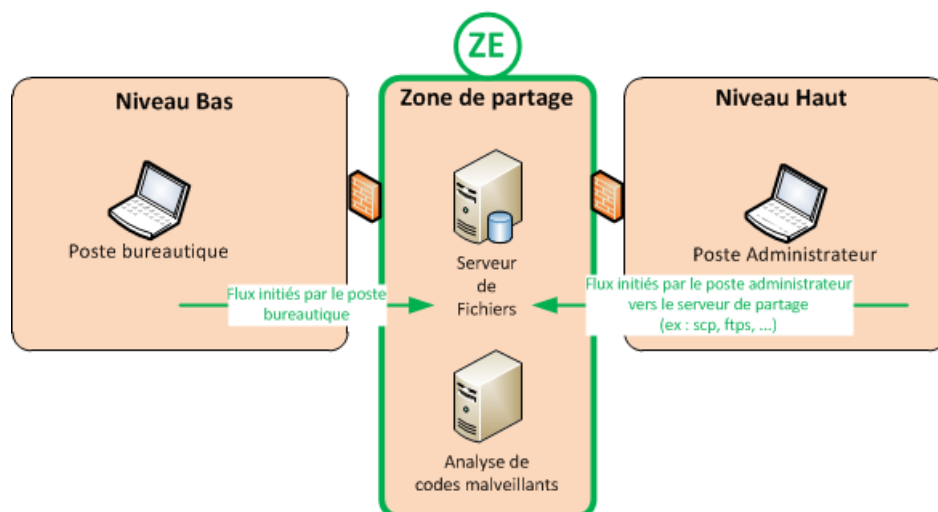 ZE
Niveau Bas
Zone de partage
Niveau Haut
Poste bureautique
Serveur
de
Fichiers
Poste Administrateur
Flux initiés par le poste
bureautique
Flux initiés par le poste administrateur
vers le serveur de partage
(ex : scp, ftps, ...)
Analyse de
codes malveillants